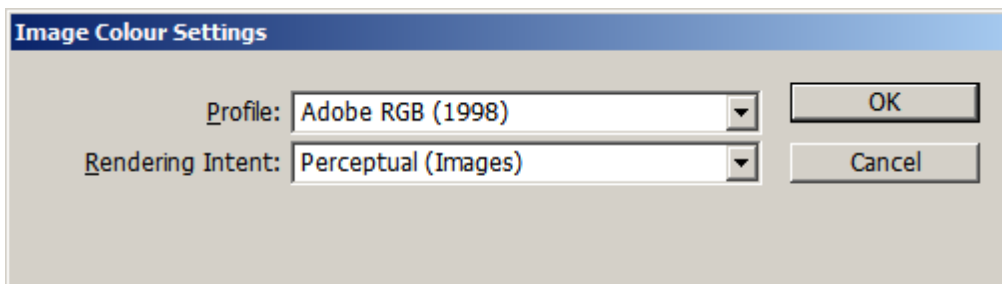 Image Colour Settings
Profile: Adobe RGB (1998) OK
Rendering Intent: Perceptual (Images) Cancel